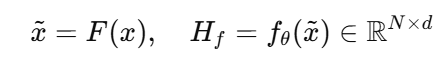 x̃ = F(x), H_f = f_θ(x̃) ∈ ℝ^{N×d}